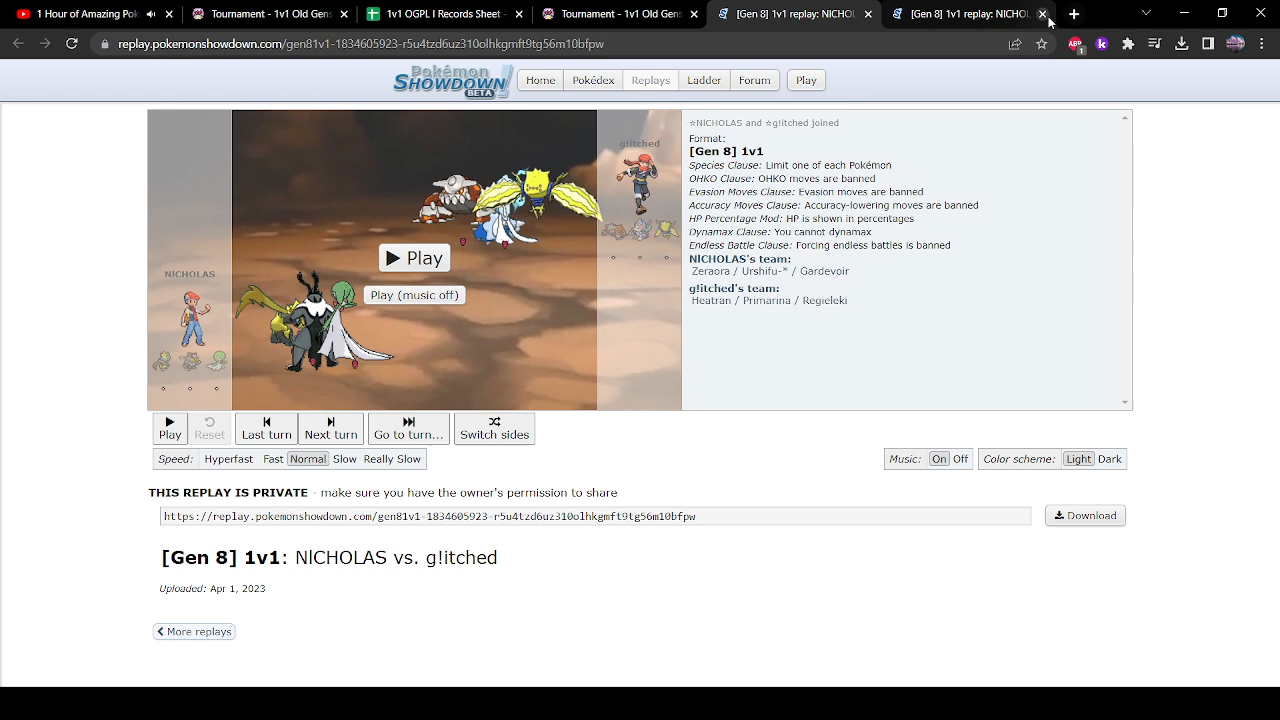 1 Hour of Amazing Pok
Tournament - 1v1 Old Gens
1v1 OGPL I Records Sheet -
Tournament - 1v1 Old Gens
[Gen 8] 1v1 replay: NICHOL
[Gen 8] 1v1 replay: NICHOL
replay.pokemonshowdown.com/gen81v1-1834605923-r5u4tzd6uz310olhkgmft9tg56m10bfpw
ABP
1
k
Pokémon
SHOWDOWN!
BETA
Home
Pokédex
Replays
Ladder
Forum
Play
g!itched
NICHOLAS
Play
Play (music off)
☆NICHOLAS and ☆g!itched joined
Format:
[Gen 8] 1v1
Species Clause: Limit one of each Pokémon
OHKO Clause: OHKO moves are banned
Evasion Moves Clause: Evasion moves are banned
Accuracy Moves Clause: Accuracy-lowering moves are banned
HP Percentage Mod: HP is shown in percentages
Dynamax Clause: You cannot dynamax
Endless Battle Clause: Forcing endless battles is banned
NICHOLAS's team:
Zeraora / Urshifu-* / Gardevoir
g!itched's team:
Heatran / Primarina / Regieleki
Play
Reset
Last turn
Next turn
Go to turn...
Switch sides
Speed: Hyperfast Fast Normal Slow Really Slow
Music: On Off
Color scheme: Light Dark
THIS REPLAY IS PRIVATE - make sure you have the owner's permission to share
https://replay.pokemonshowdown.com/gen81v1-1834605923-r5u4tzd6uz310olhkgmft9tg56m10bfpw
Download
[Gen 8] 1v1: NICHOLAS vs. g!itched
Uploaded: Apr 1, 2023
More replays